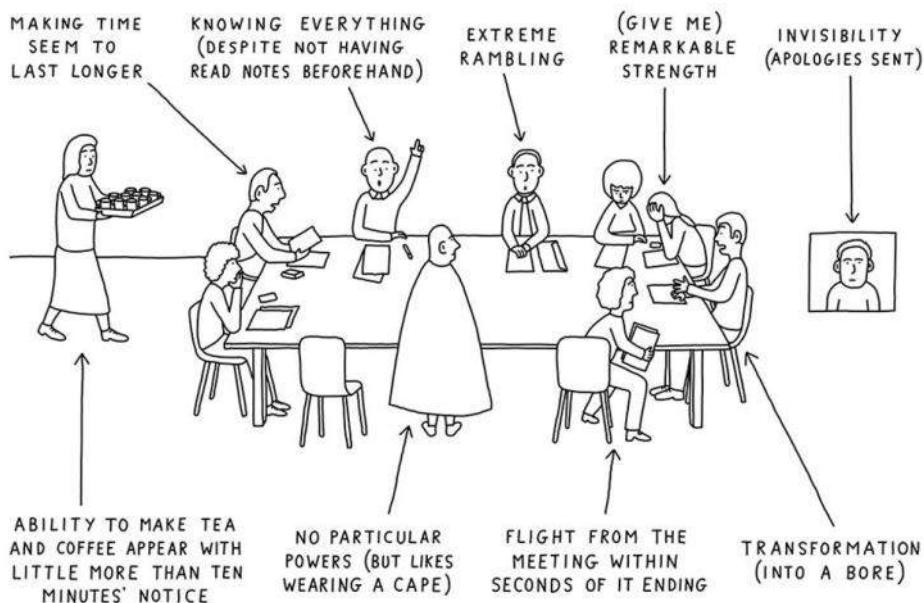 MAKING TIME
SEEM TO
LAST LONGER
KNOWING EVERYTHING
(DESPITE NOT HAVING
READ NOTES BEFOREHAND)
EXTREME
RAMBLING
(GIVE ME)
REMARKABLE
STRENGTH
INVISIBILITY
(APOLOGIES SENT)
ABILITY TO MAKE TEA
AND COFFEE APPEAR WITH
LITTLE MORE THAN TEN
MINUTES' NOTICE
NO PARTICULAR
POWERS (BUT LIKES
WEARING A CAPE)
FLIGHT FROM THE
MEETING WITHIN
SECONDS OF IT ENDING
TRANSFORMATION
(INTO A BORE)